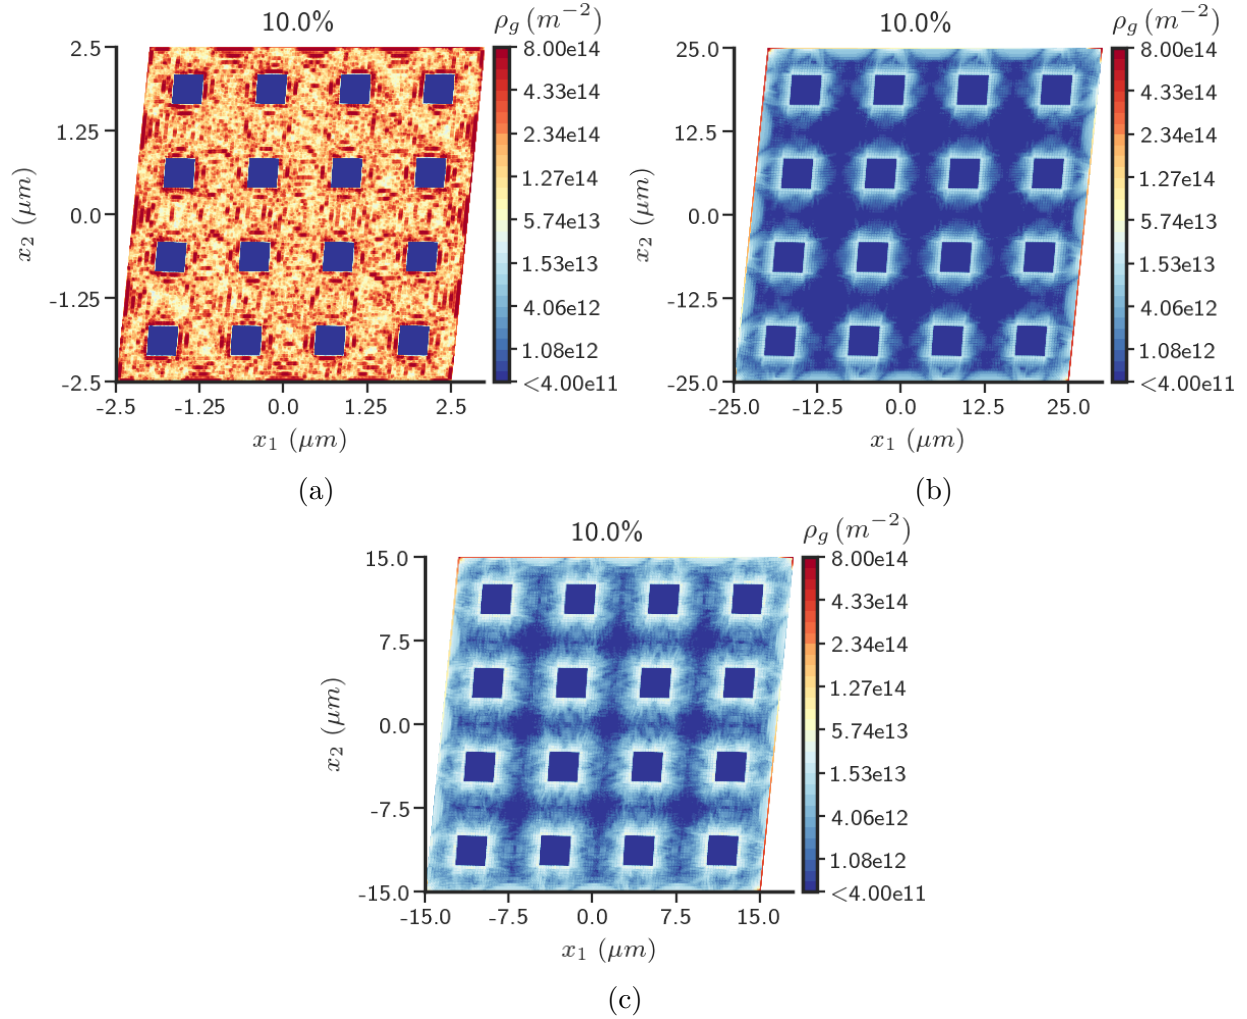 10.0%
ρg (m−2)
8.00e14
4.33e14
2.34e14
1.27e14
5.74e13
1.53e13
4.06e12
1.08e12
<4.00e11
2.5
1.25
0.0
-1.25
-2.5
x2 (μm)
-2.5 -1.25 0.0 1.25 2.5
x1 (μm)
(a)
10.0%
ρg (m−2)
8.00e14
4.33e14
2.34e14
1.27e14
5.74e13
1.53e13
4.06e12
1.08e12
<4.00e11
25.0
12.5
0.0
-12.5
-25.0
x2 (μm)
-25.0 -12.5 0.0 12.5 25.0
x1 (μm)
(b)
10.0%
ρg (m−2)
8.00e14
4.33e14
2.34e14
1.27e14
5.74e13
1.53e13
4.06e12
1.08e12
<4.00e11
15.0
7.5
0.0
-7.5
-15.0
x2 (μm)
-15.0 -7.5 0.0 7.5 15.0
x1 (μm)
(c)